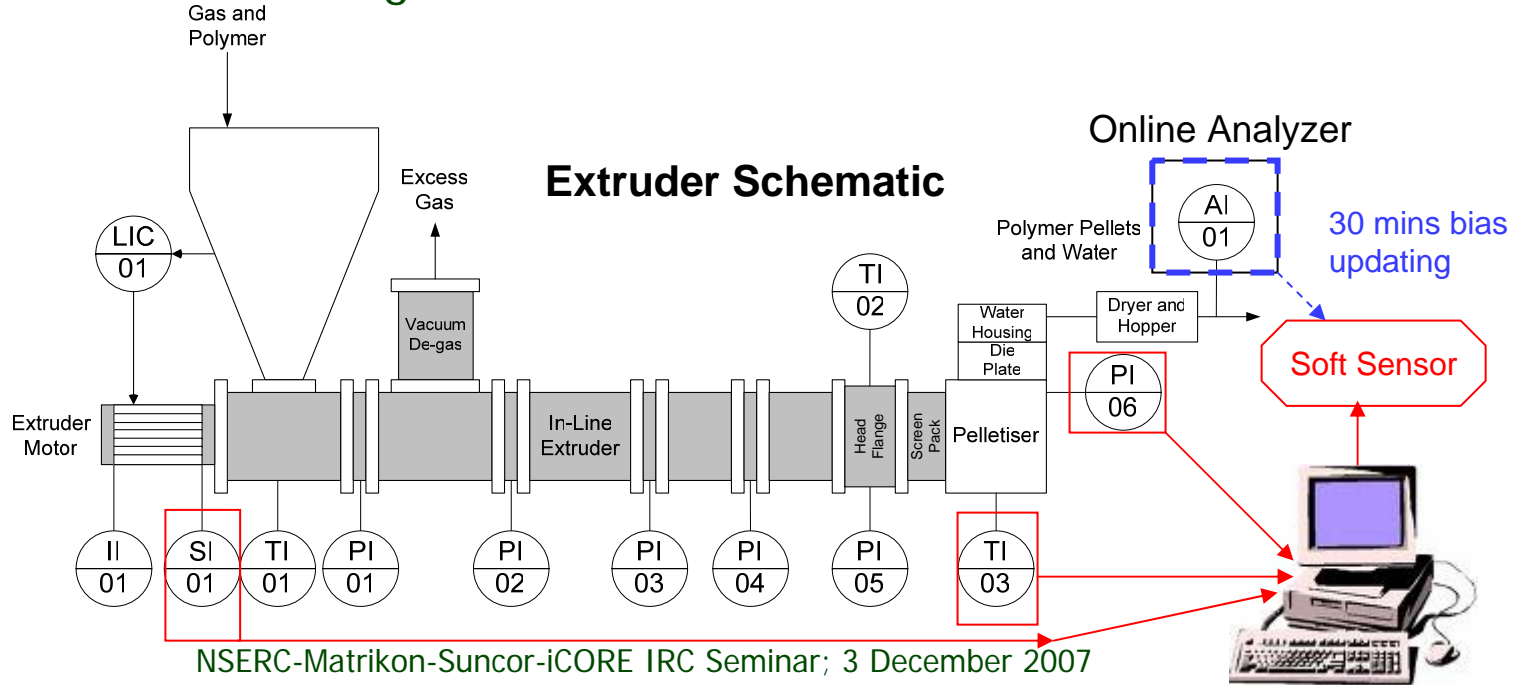 Gas and
Polymer
Extruder Schematic
Online Analyzer
Excess
Gas
LIC
01
AI
01
Polymer Pellets
and Water
30 mins bias
updating
TI
02
Vacuum
De-gas
Water
Housing
Die
Plate
Dryer and
Hopper
Soft Sensor
PI
06
Extruder
Motor
In-Line
Extruder
Head
Flange
Screen
Pack
Pelletiser
II
01
SI
01
TI
01
PI
01
PI
02
PI
03
PI
04
PI
05
TI
03
NSERC-Matrikon-Suncor-iCORE IRC Seminar; 3 December 2007